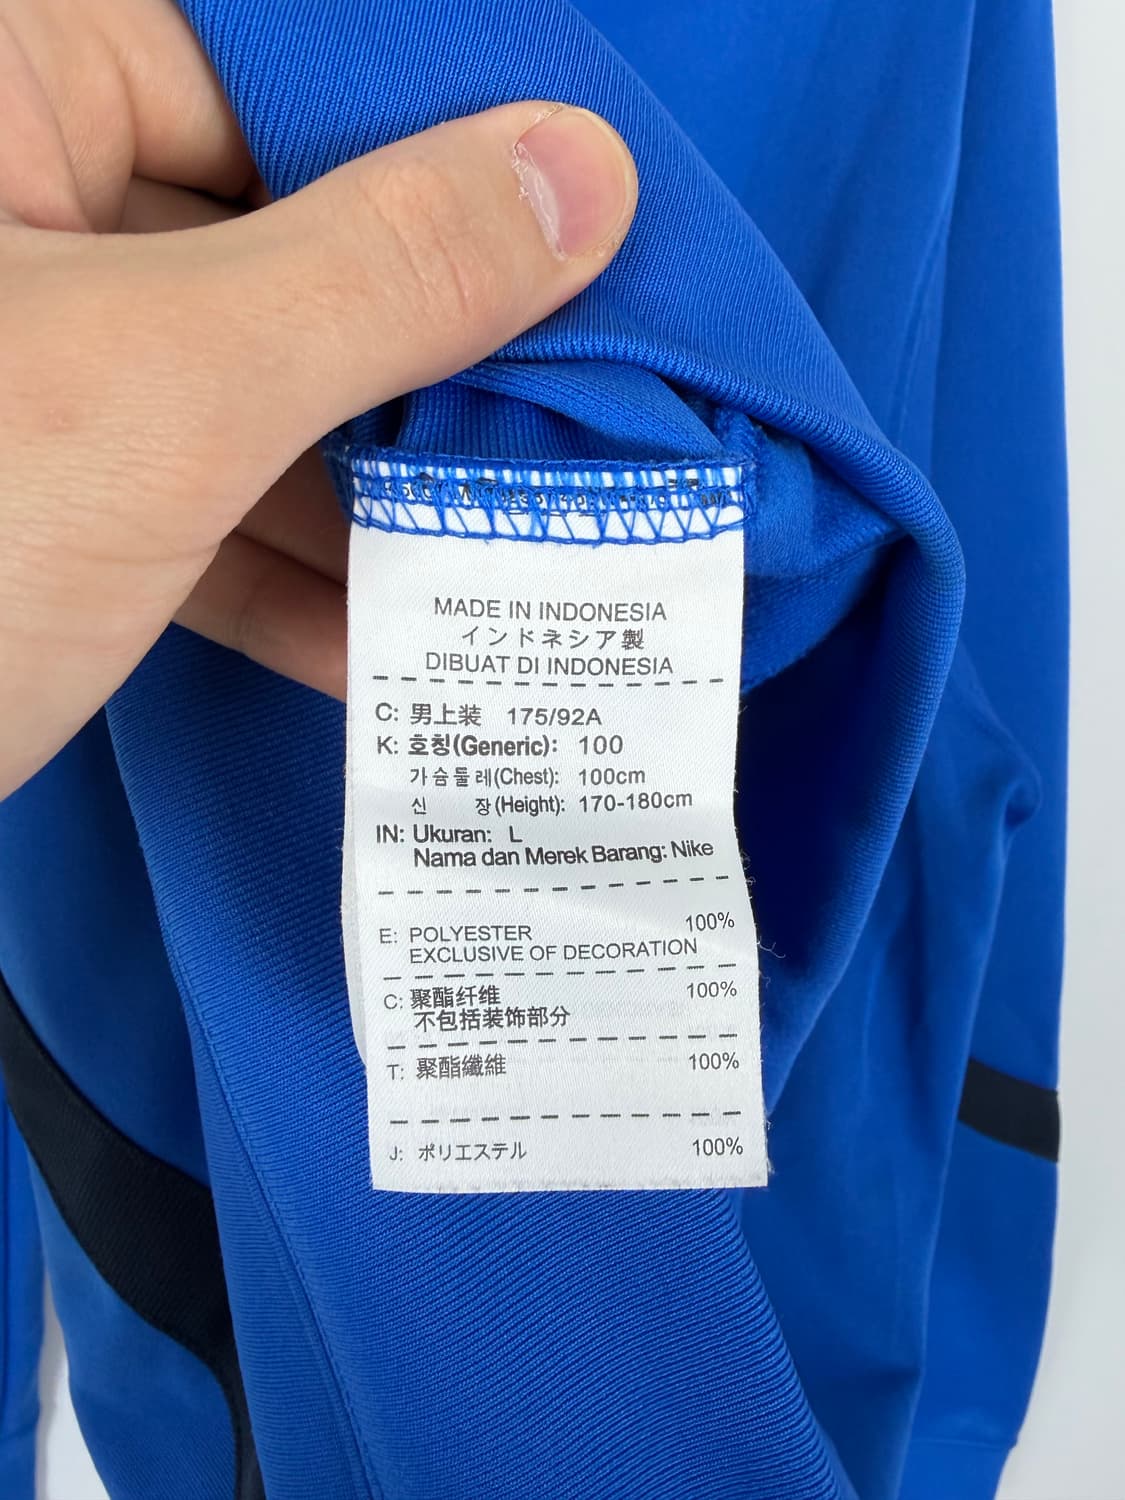 MADE IN INDONESIA
インドネシア製
DIBUAT DI INDONESIA
C: 男上装 175/92A
K: 호칭(Generic): 100
가슴둘레(Chest): 100cm
신 장(Height): 170-180cm
IN: Ukuran: L
Nama dan Merek Barang: Nike
E: POLYESTER 100%
EXCLUSIVE OF DECORATION
C: 聚酯纤维 100%
不包括装饰部分
T: 聚酯纖維 100%
J: ポリエステル 100%